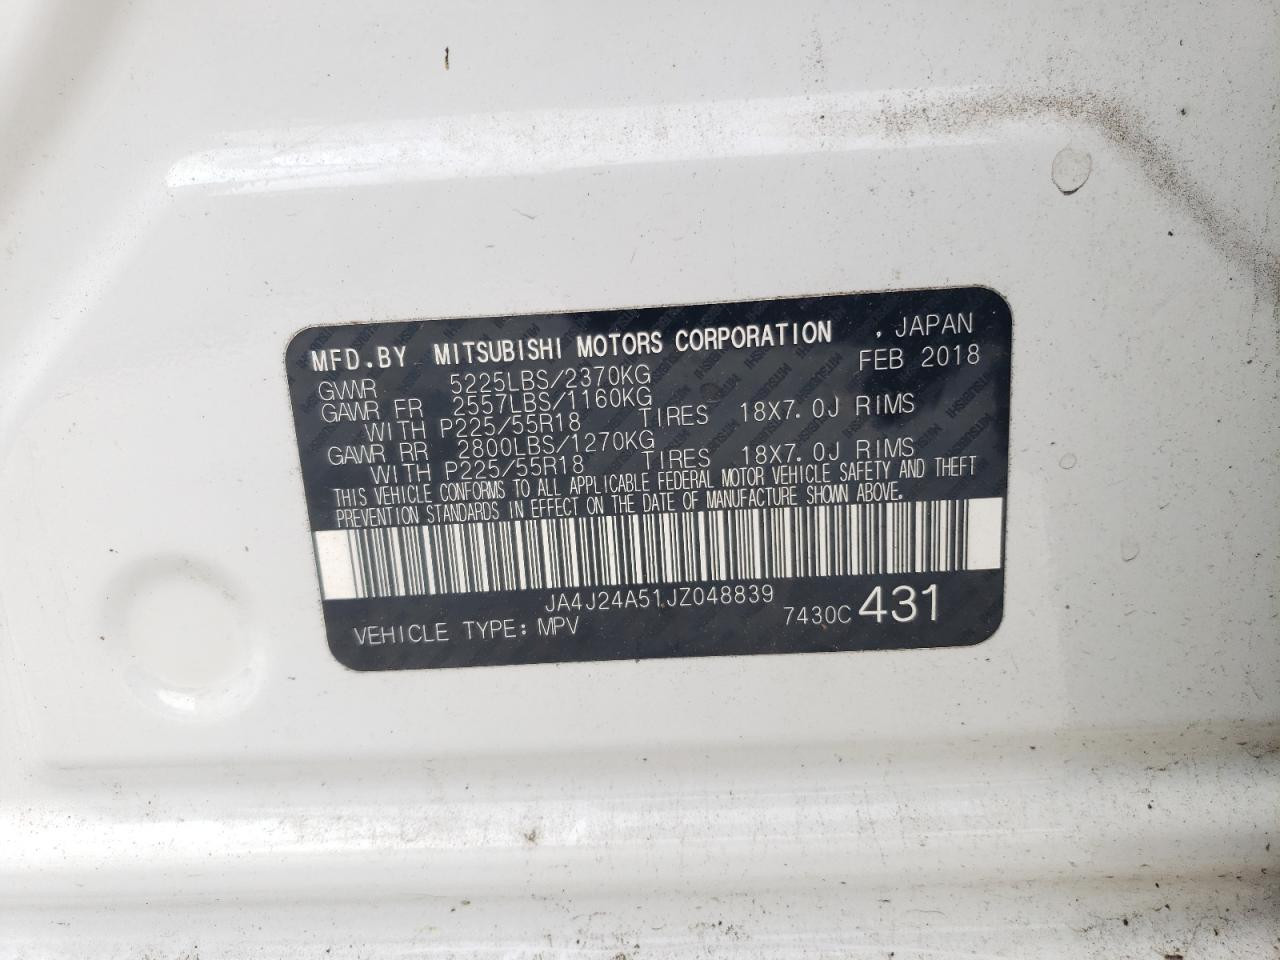 MFD.BY MITSUBISHI MOTORS CORPORATION , JAPAN
GVWR 5225LBS/2370KG FEB 2018
GAWR FR 2557LBS/1160KG
WITH P225/55R18 TIRES 18X7.0J RIMS
GAWR RR 2800LBS/1270KG
WITH P225/55R18 TIRES 18X7.0J RIMS
THIS VEHICLE CONFORMS TO ALL APPLICABLE FEDERAL MOTOR VEHICLE SAFETY AND THEFT
PREVENTION STANDARDS IN EFFECT ON THE DATE OF MANUFACTURE SHOWN ABOVE.
JA4J24A51JZ048839
VEHICLE TYPE: MPV 7430C 431